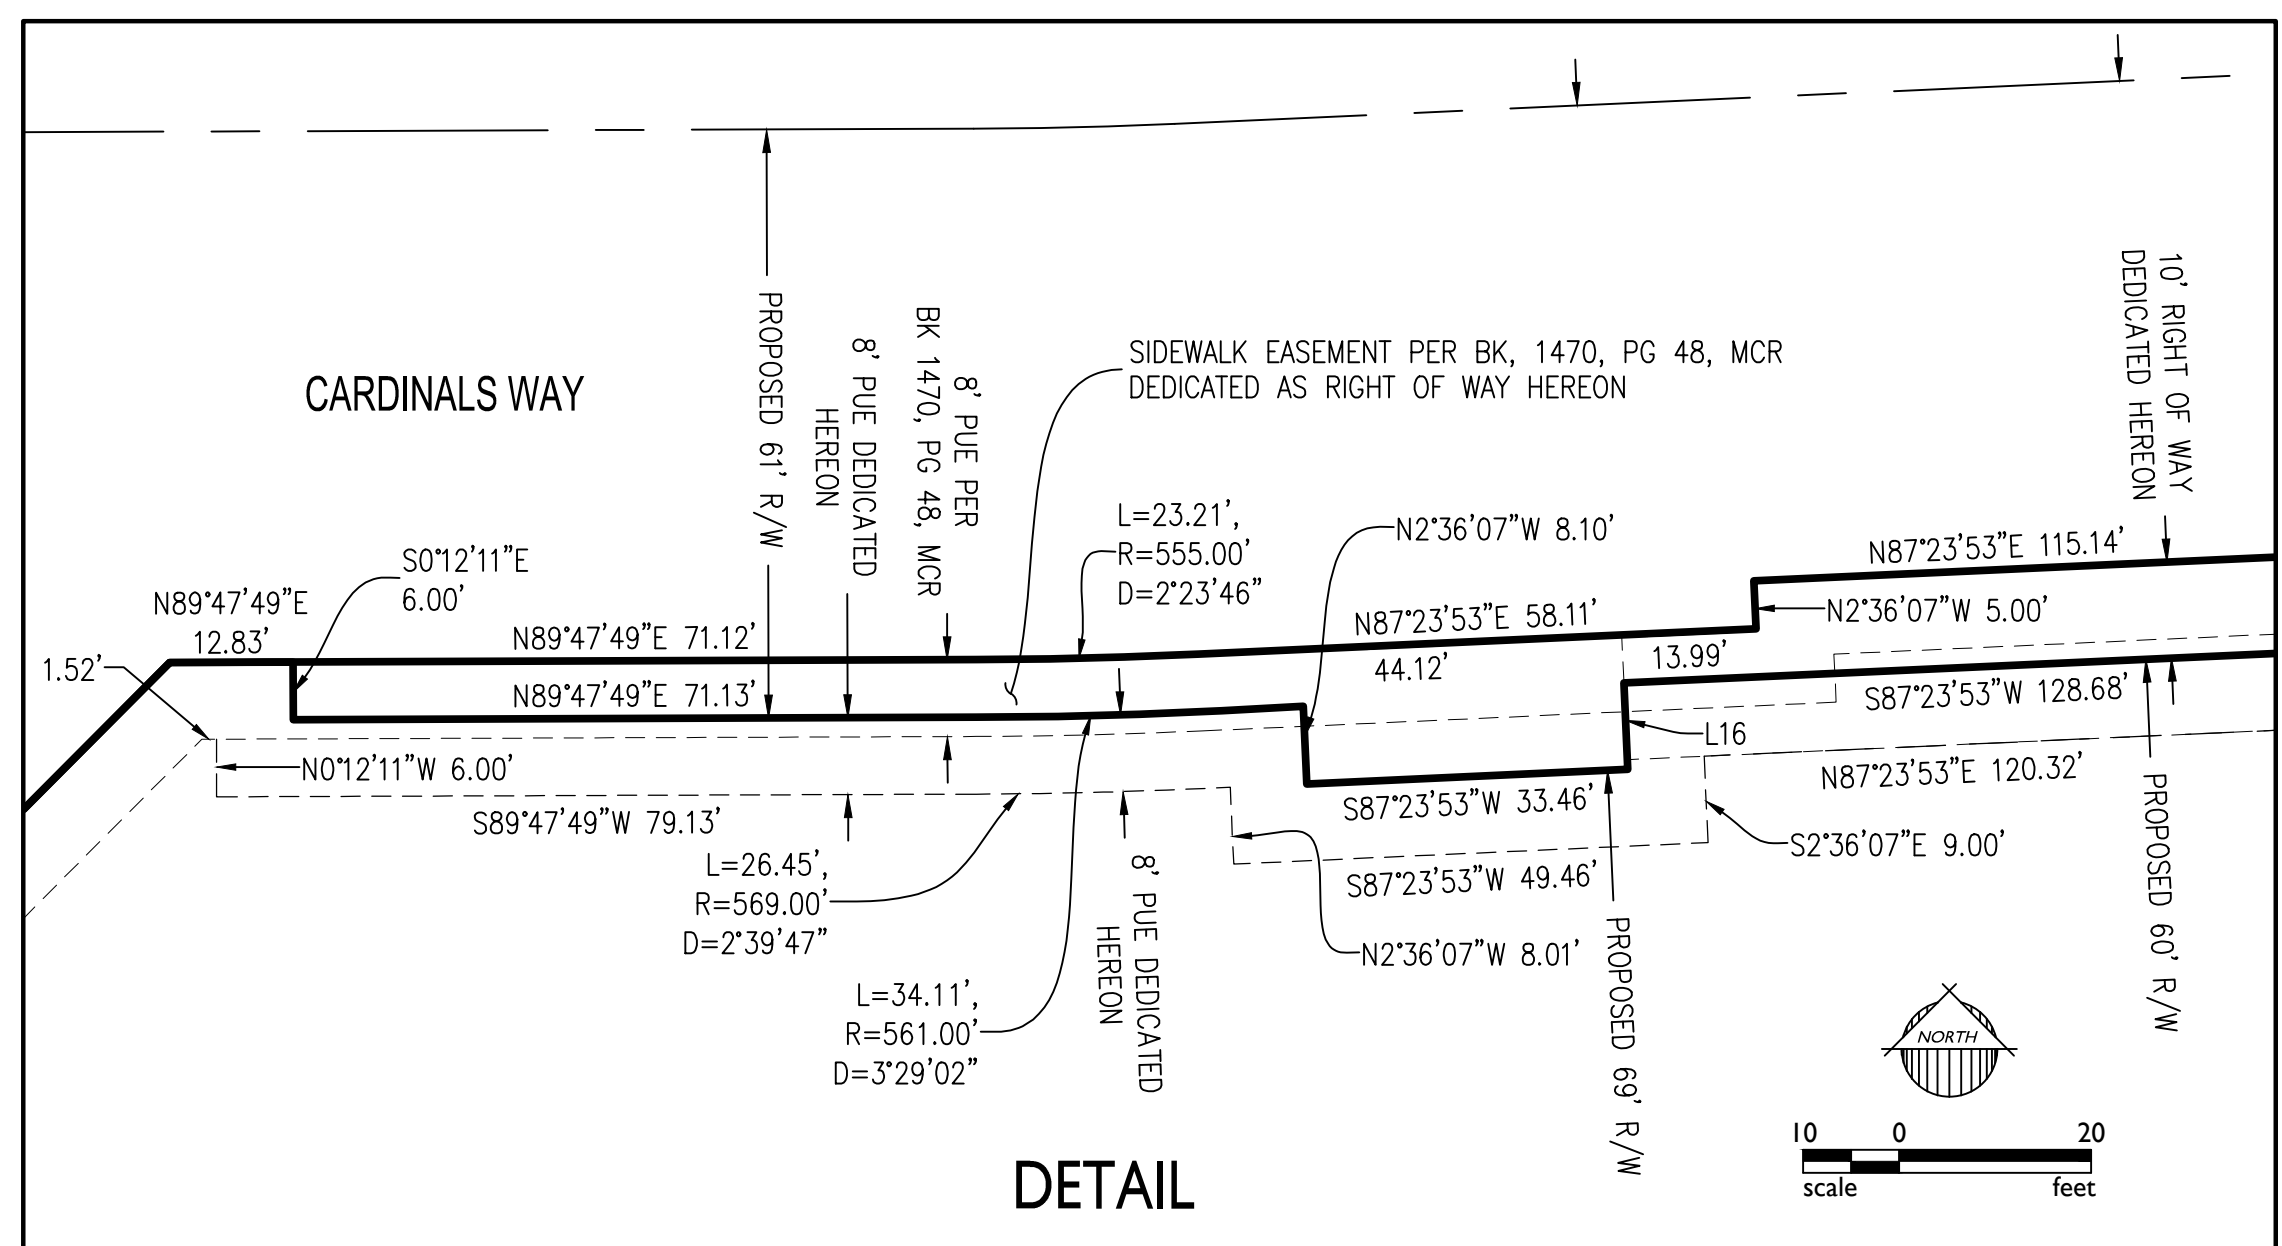 10' RIGHT OF WAY
DEDICATED HEREON
PROPOSED 61' R/W
8' PUE DEDICATED
HEREON
8' PUE PER
BK 1470, PG 48, MCR
SIDEWALK EASEMENT PER BK, 1470, PG 48, MCR
DEDICATED AS RIGHT OF WAY HEREON
CARDINALS WAY
L=23.21',
R=555.00'
D=2°23'46"
N2°36'07"W 8.10'
N87°23'53"E 115.14'
S0°12'11"E
6.00'
N89°47'49"E
12.83'
N89°47'49"E 71.12'
N87°23'53"E 58.11'
N2°36'07"W 5.00'
1.52'
N89°47'49"E 71.13'
44.12'
13.99'
S87°23'53"W 128.68'
L16
N0°12'11"W 6.00'
N87°23'53"E 120.32'
S89°47'49"W 79.13'
S87°23'53"W 33.46'
S2°36'07"E 9.00'
L=26.45',
R=569.00'
D=2°39'47"
S87°23'53"W 49.46'
N2°36'07"W 8.01'
8' PUE DEDICATED
HEREON
PROPOSED 69' R/W
PROPOSED 60' R/W
L=34.11',
R=561.00'
D=3°29'02"
NORTH
10 0 20
scale feet
DETAIL